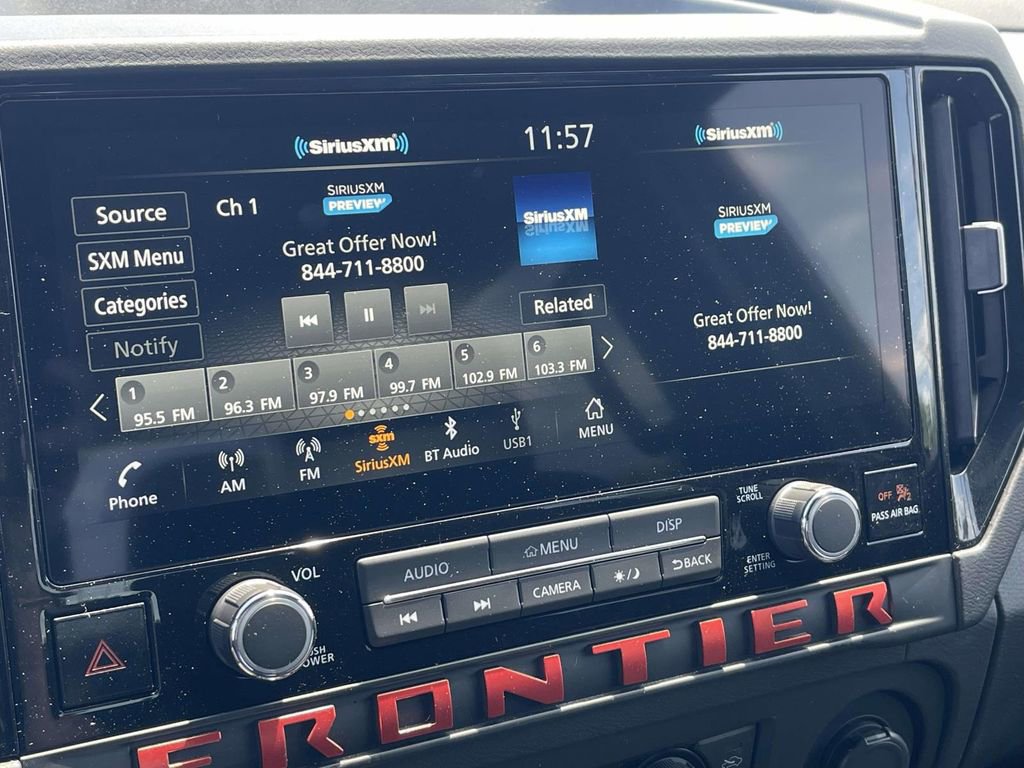 SiriusXM
11:57
SiriusXM
Source
Ch 1
SIRIUSXM
PREVIEW
SiriusXM
SIRIUSXM
PREVIEW
SXM Menu
Great Offer Now!
844-711-8800
Categories
Related
Great Offer Now!
844-711-8800
Notify
1
95.5 FM
2
96.3 FM
3
97.9 FM
4
99.7 FM
5
102.9 FM
6
103.3 FM
Phone
AM
FM
sxm
SiriusXM
BT Audio
USB1
MENU
TUNE
SCROLL
OFF
PASS AIR BAG
VOL
AUDIO
MENU
DISP
CAMERA
BACK
ENTER
SETTING
FRONTIER